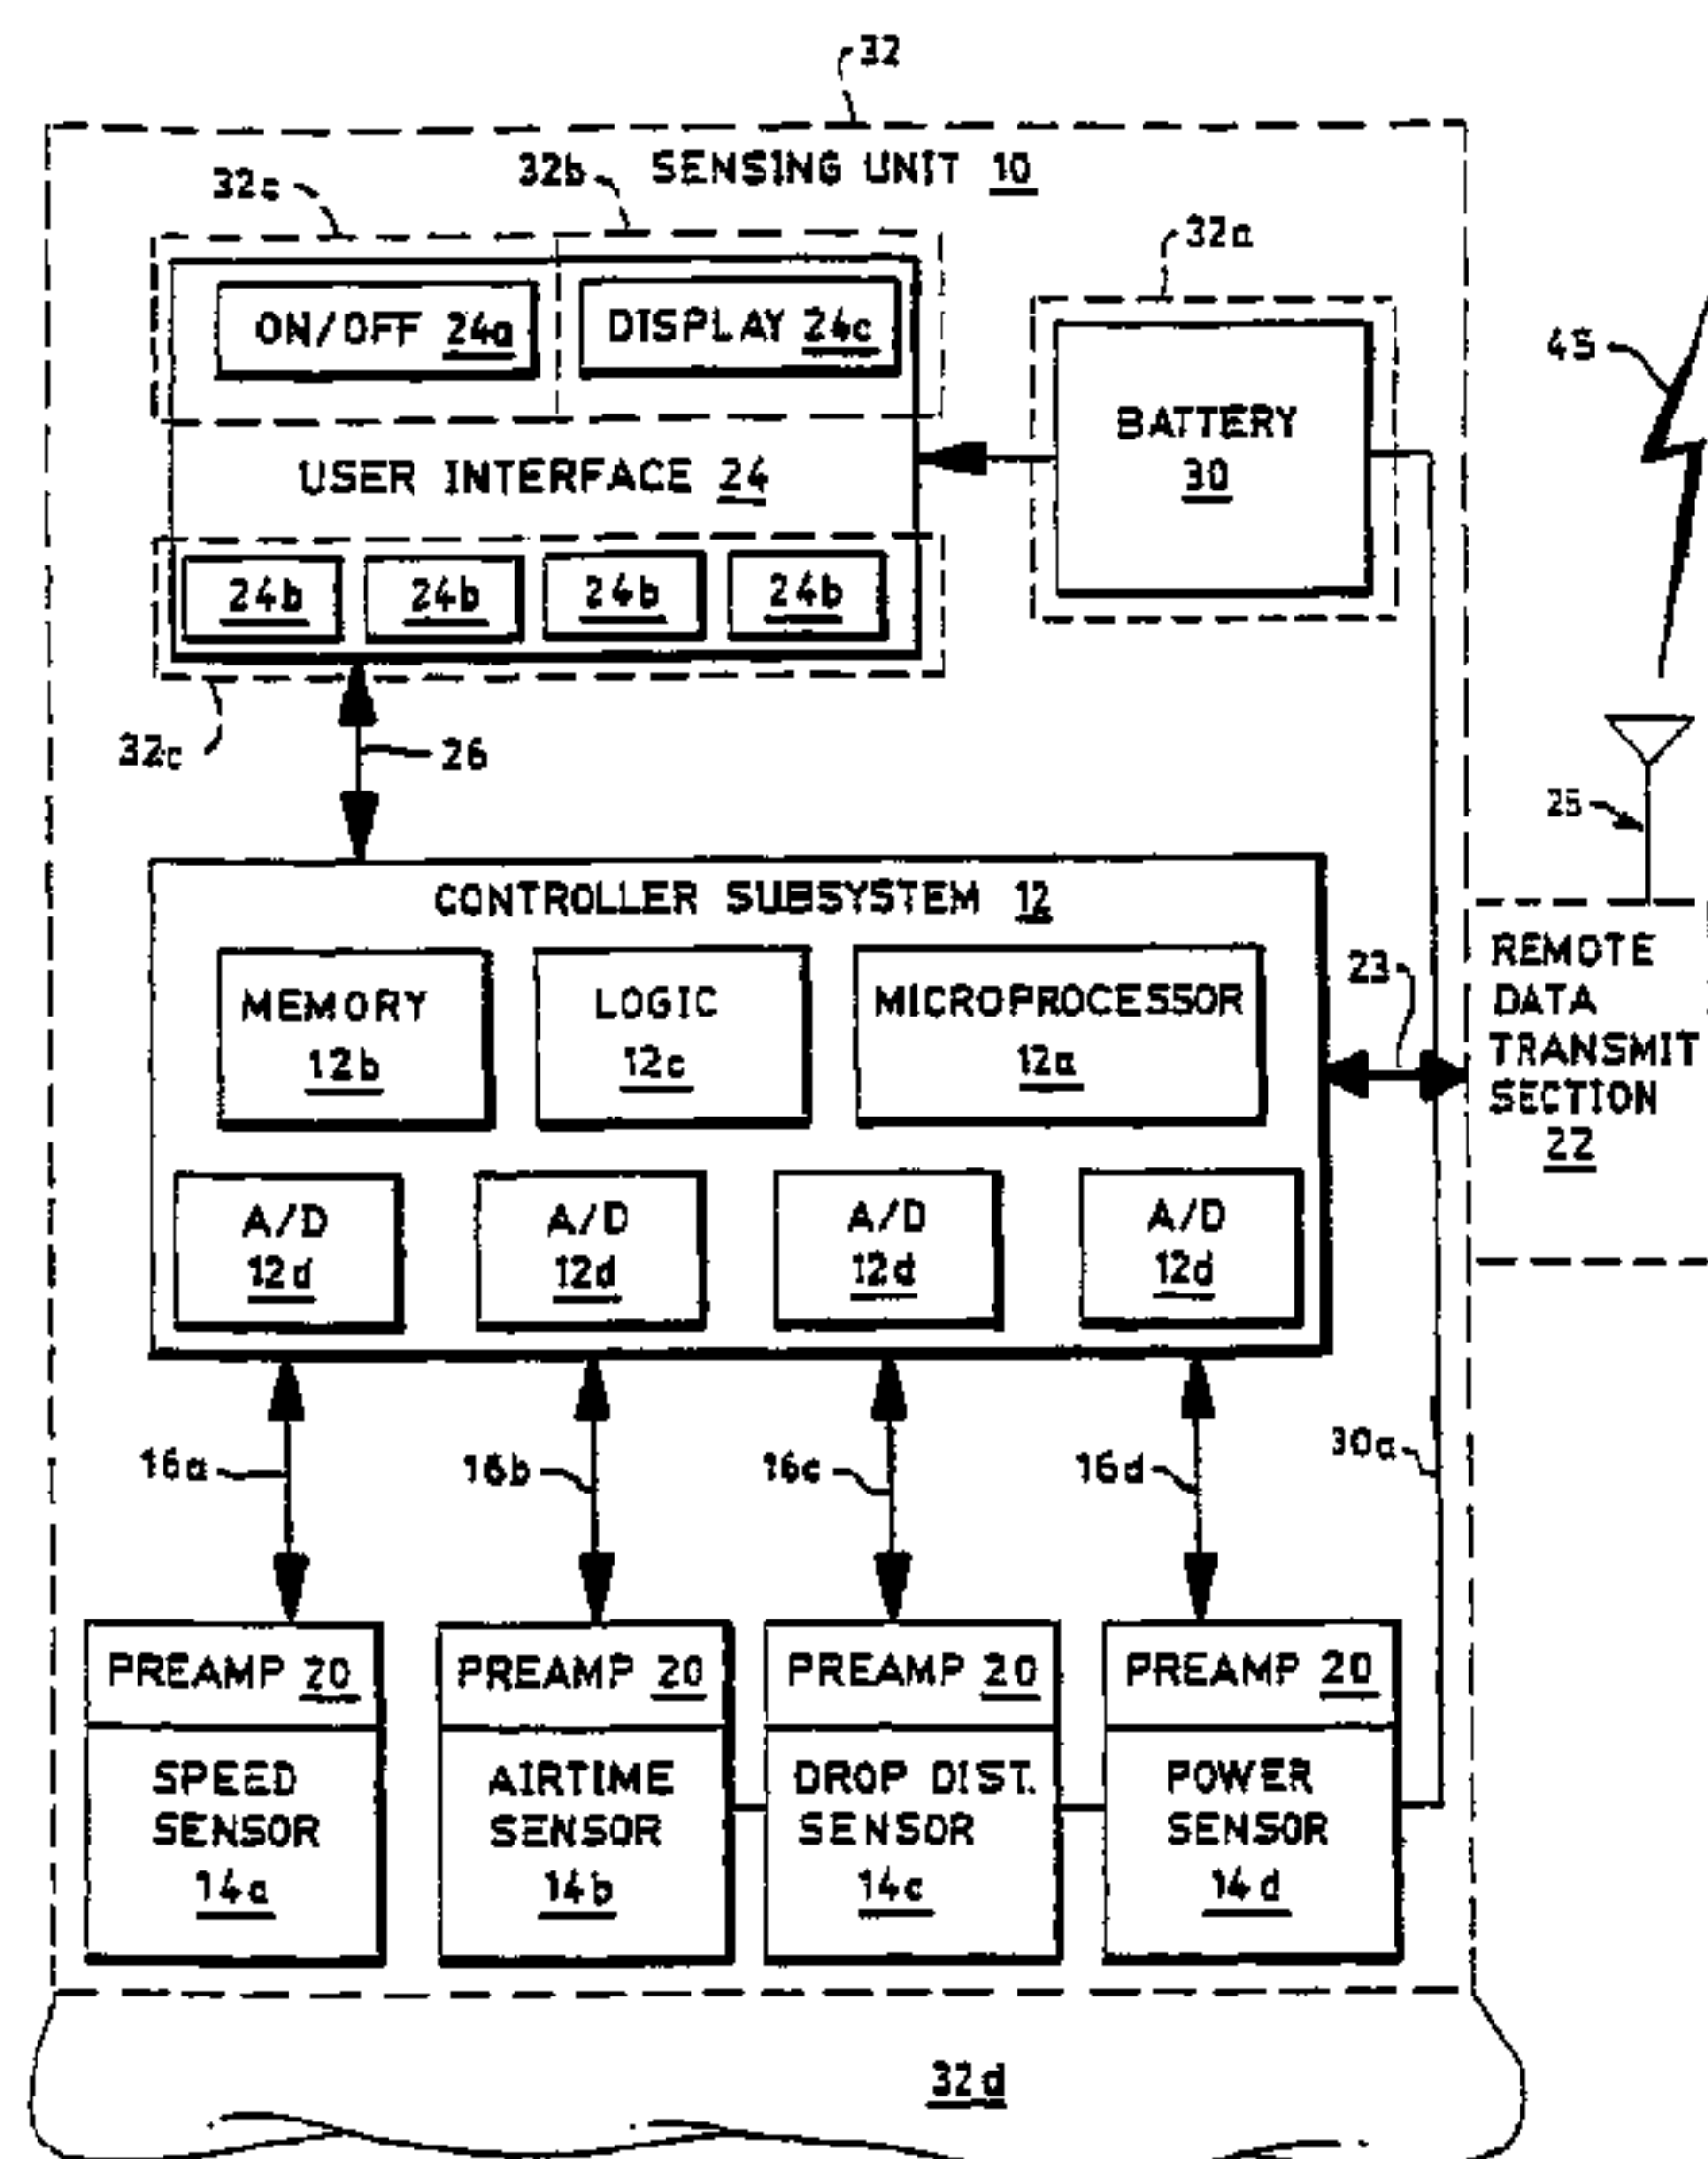 32
SENSING UNIT 10
32c
32b
32a
ON/OFF 24a
DISPLAY 24c
45
BATTERY
30
USER INTERFACE 24
24b 24b 24b 24b
32c
26
25
CONTROLLER SUBSYSTEM 12
MEMORY
12b
LOGIC
12c
MICROPROCESSOR
12a
23
REMOTE
DATA
TRANSMIT
SECTION
22
A/D
12d
A/D
12d
A/D
12d
A/D
12d
16a
16b
16c
16d
30a
PREAMP 20
SPEED
SENSOR
14a
PREAMP 20
AIRTIME
SENSOR
14b
PREAMP 20
DROP DIST.
SENSOR
14c
PREAMP 20
POWER
SENSOR
14d
32d